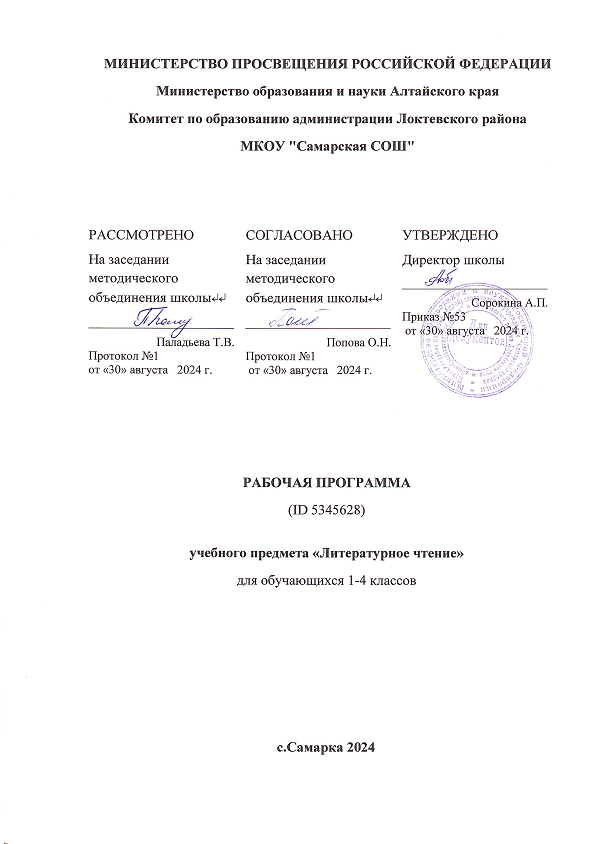 МИНИСТЕРСТВО ПРОСВЕЩЕНИЯ РОССИЙСКОЙ ФЕДЕРАЦИИ
Министерство образования и науки Алтайского края
Комитет по образованию администрации Локтевского района
МКОУ "Самарская СОШ"
РАССМОТРЕНО
На заседании
методического
объединения школы↵↵
Паладьева Т.В.
Протокол №1
от «30» августа 2024 г.
СОГЛАСОВАНО
На заседании
методического
объединения школы↵↵
Попова О.Н.
Протокол №1
от «30» августа 2024 г.
УТВЕРЖДЕНО
Директор школы
Сорокина А.П.
Приказ №53
от «30» августа 2024 г.
Для
документов
РАБОЧАЯ ПРОГРАММА
(ID 5345628)
учебного предмета «Литературное чтение»
для обучающихся 1-4 классов
с.Самарка 2024